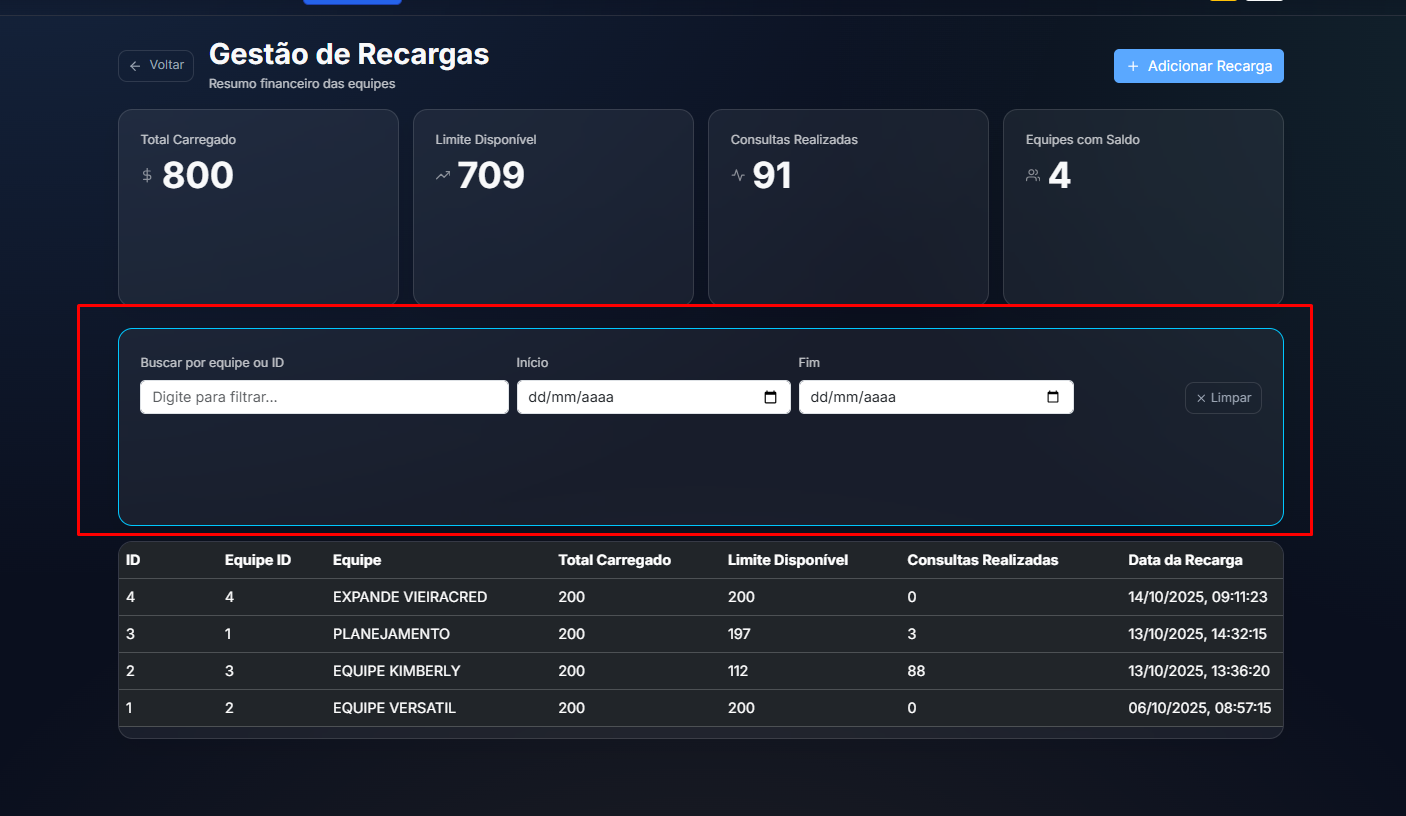 Voltar
Gestão de Recargas
Resumo financeiro das equipes
Adicionar Recarga
Total Carregado
$ 800
Limite Disponível
709
Consultas Realizadas
91
Equipes com Saldo
4
Buscar por equipe ou ID
Início
Fim
Digite para filtrar...
dd/mm/aaaa
dd/mm/aaaa
Limpar
ID Equipe ID Equipe Total Carregado Limite Disponível Consultas Realizadas Data da Recarga
4 4 EXPANDE VIEIRACRED 200 200 0 14/10/2025, 09:11:23
3 1 PLANEJAMENTO 200 197 3 13/10/2025, 14:32:15
2 3 EQUIPE KIMBERLY 200 112 88 13/10/2025, 13:36:20
1 2 EQUIPE VERSATIL 200 200 0 06/10/2025, 08:57:15